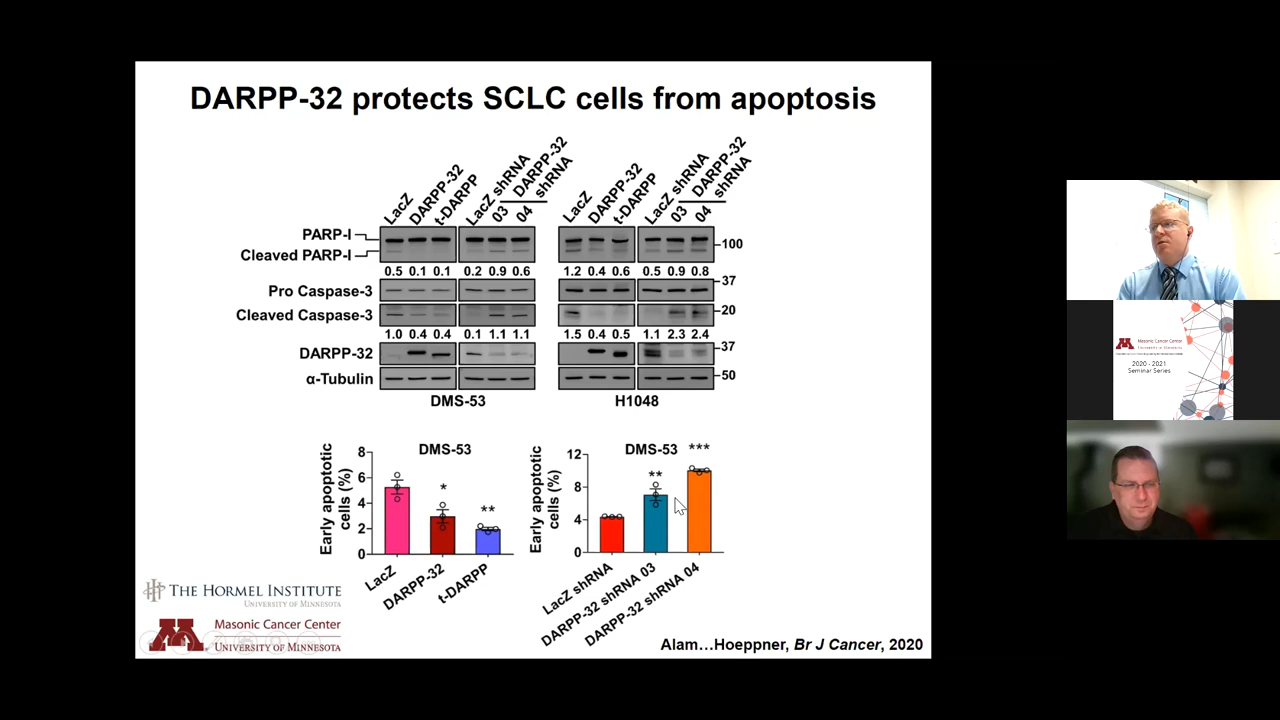 DARPP-32 protects SCLC cells from apoptosis
LacZ
DARPP-32
t-DARPP
LacZ shRNA
03
04
DARPP-32
shRNA
LacZ
DARPP-32
t-DARPP
LacZ shRNA
03
04
DARPP-32
shRNA
PARP-I
Cleaved PARP-I
100
0.5 0.1 0.1 0.2 0.9 0.6 1.2 0.4 0.6 0.5 0.9 0.8
Pro Caspase-3
37
Cleaved Caspase-3
20
1.0 0.4 0.4 0.1 1.1 1.1 1.5 0.4 0.5 1.1 2.3 2.4
DARPP-32
37
α-Tubulin
50
DMS-53
H1048
Early apoptotic
cells (%)
8
6
4
2
0
DMS-53
*
**
LacZ
DARPP-32
t-DARPP
Early apoptotic
cells (%)
12
8
4
0
DMS-53
**
***
LacZ shRNA
DARPP-32 shRNA 03
DARPP-32 shRNA 04
THE HORMEL INSTITUTE
UNIVERSITY OF MINNESOTA
Masonic Cancer Center
UNIVERSITY OF MINNESOTA
Alam…Hoeppner, Br J Cancer, 2020
Masonic Cancer Center
2020 - 2021
Seminar Series